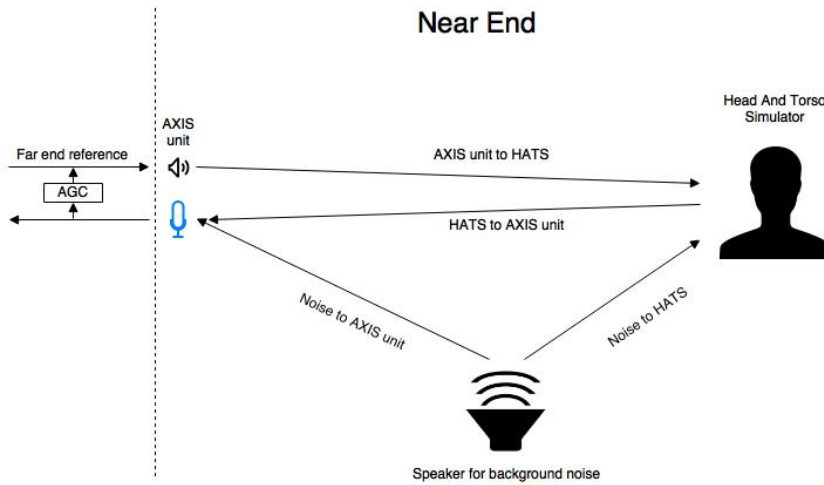 Near End
Head And Torso
Simulator
AXIS
unit
Far end reference
AXIS unit to HATS
AGC
HATS to AXIS unit
Noise to AXIS unit
Noise to HATS
Speaker for background noise